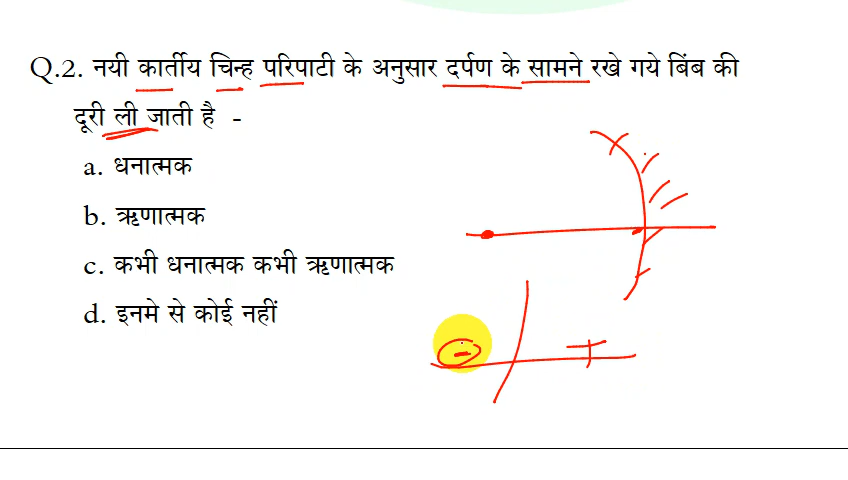 Q.2. नयी कार्तीय चिन्ह परिपाटी के अनुसार दर्पण के सामने रखे गये बिंब की
दूरी ली जाती है -
a. धनात्मक
b. ऋणात्मक
c. कभी धनात्मक कभी ऋणात्मक
d. इनमे से कोई नहीं
- +